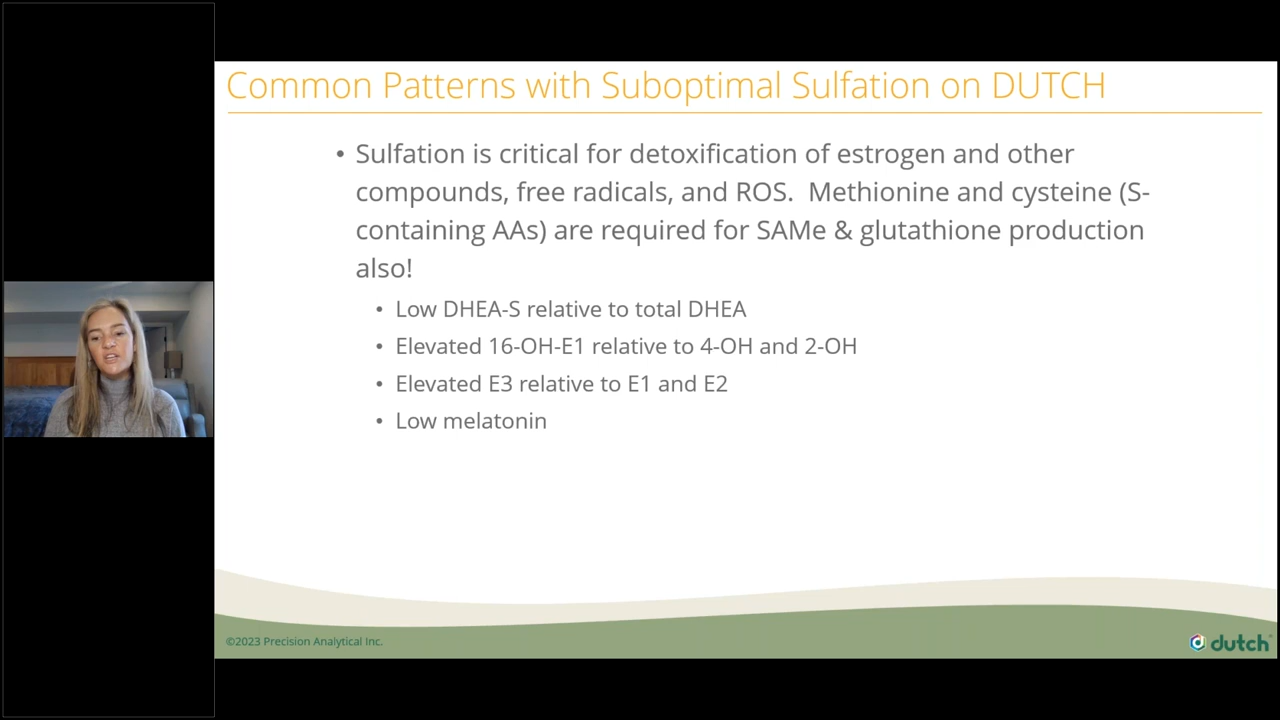 Common Patterns with Suboptimal Sulfation on DUTCH
• Sulfation is critical for detoxification of estrogen and other
compounds, free radicals, and ROS.  Methionine and cysteine (S-
containing AAs) are required for SAMe & glutathione production
also!
• Low DHEA-S relative to total DHEA
• Elevated 16-OH-E1 relative to 4-OH and 2-OH
• Elevated E3 relative to E1 and E2
• Low melatonin
©2023 Precision Analytical Inc.
dutch